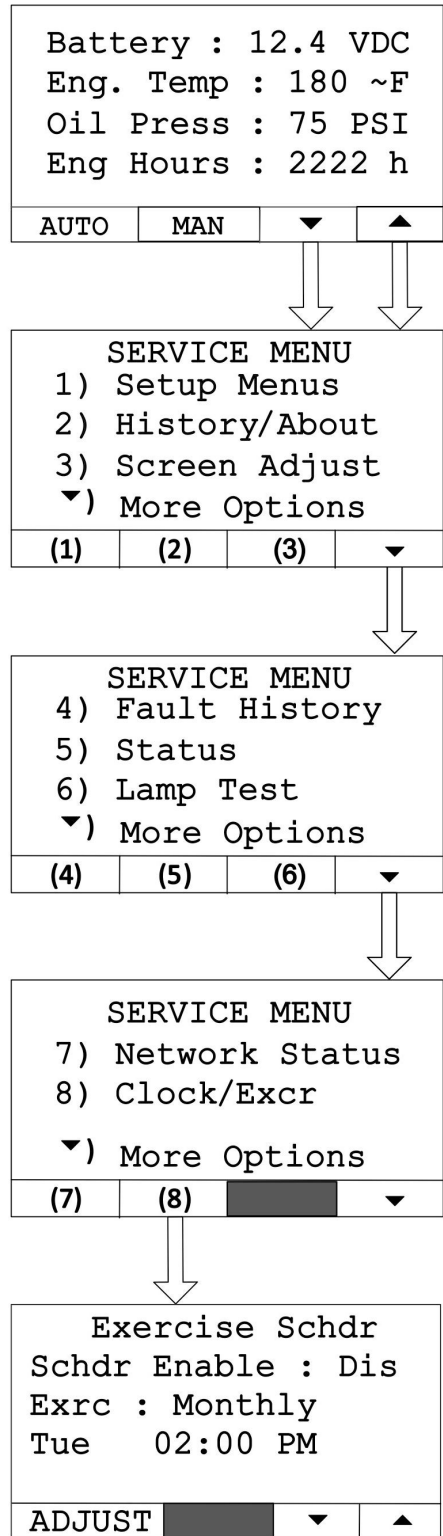 Battery : 12.4 VDC
Eng. Temp : 180 ~F
Oil Press : 75 PSI
Eng Hours : 2222 h
AUTO MAN ▼ ▲
SERVICE MENU
1) Setup Menus
2) History/About
3) Screen Adjust
▼) More Options
(1) (2) (3) ▼
SERVICE MENU
4) Fault History
5) Status
6) Lamp Test
▼) More Options
(4) (5) (6) ▼
SERVICE MENU
7) Network Status
8) Clock/Excr
▼) More Options
(7) (8) ▼
Exercise Schdr
Schdr Enable : Dis
Exrc : Monthly
Tue 02:00 PM
ADJUST ▼ ▲